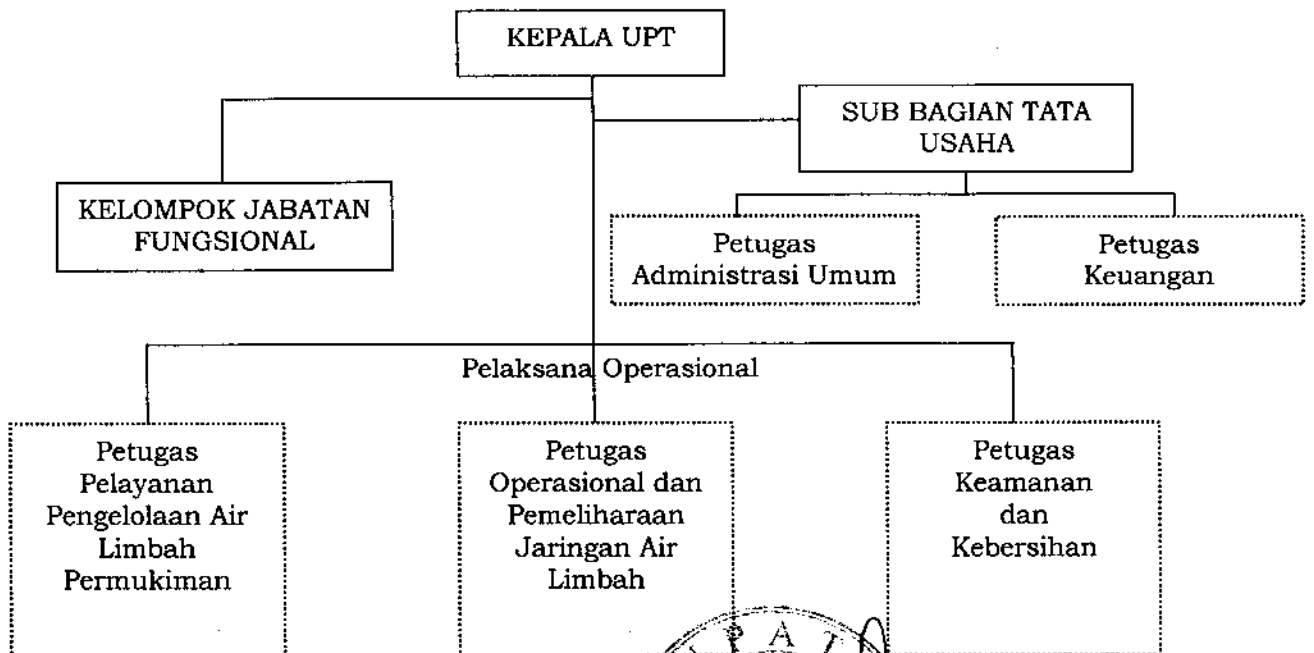 KEPALA UPT
SUB BAGIAN TATA
USAHA
KELOMPOK JABATAN
FUNGSIONAL
Petugas
Administrasi Umum
Petugas
Keuangan
Pelaksana Operasional
Petugas
Pelayanan
Pengelolaan Air
Limbah
Permukiman
Petugas
Operasional dan
Pemeliharaan
Jaringan Air
Limbah
Petugas
Keamanan
dan
Kebersihan